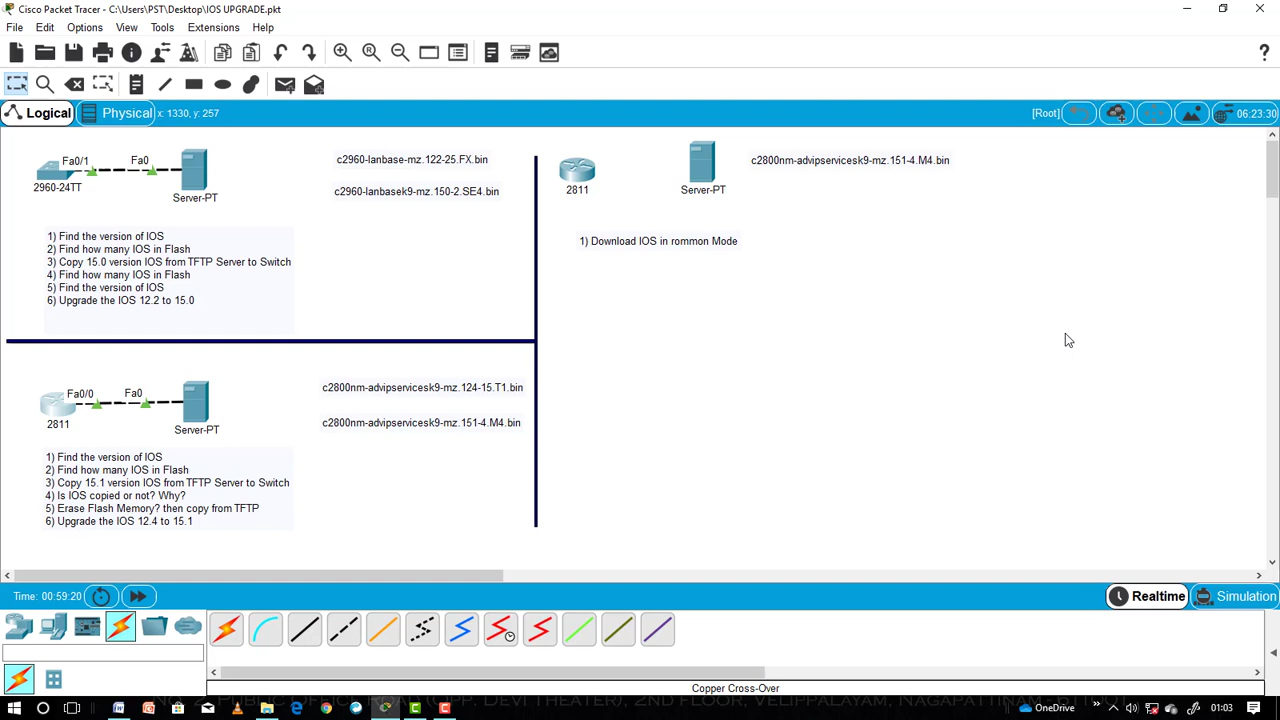 Cisco Packet Tracer - C:\Users\PST\Desktop\IOS UPGRADE.pkt
File Edit Options View Tools Extensions Help
Logical Physical x: 1330, y: 257 [Root] 06:23:30
Fa0/1 Fa0
2960-24TT
Server-PT
c2960-lanbase-mz.122-25.FX.bin
c2960-lanbasek9-mz.150-2.SE4.bin
1) Find the version of IOS
2) Find how many IOS in Flash
3) Copy 15.0 version IOS from TFTP Server to Switch
4) Find how many IOS in Flash
5) Find the version of IOS
6) Upgrade the IOS 12.2 to 15.0
2811
Server-PT
c2800nm-advipservicesk9-mz.151-4.M4.bin
1) Download IOS in rommon Mode
Fa0/0 Fa0
2811
Server-PT
c2800nm-advipservicesk9-mz.124-15.T1.bin
c2800nm-advipservicesk9-mz.151-4.M4.bin
1) Find the version of IOS
2) Find how many IOS in Flash
3) Copy 15.1 version IOS from TFTP Server to Switch
4) Is IOS copied or not? Why?
5) Erase Flash Memory? then copy from TFTP
6) Upgrade the IOS 12.4 to 15.1
Time: 00:59:20 Realtime Simulation
Copper Cross-Over
OneDrive ENG 01:03